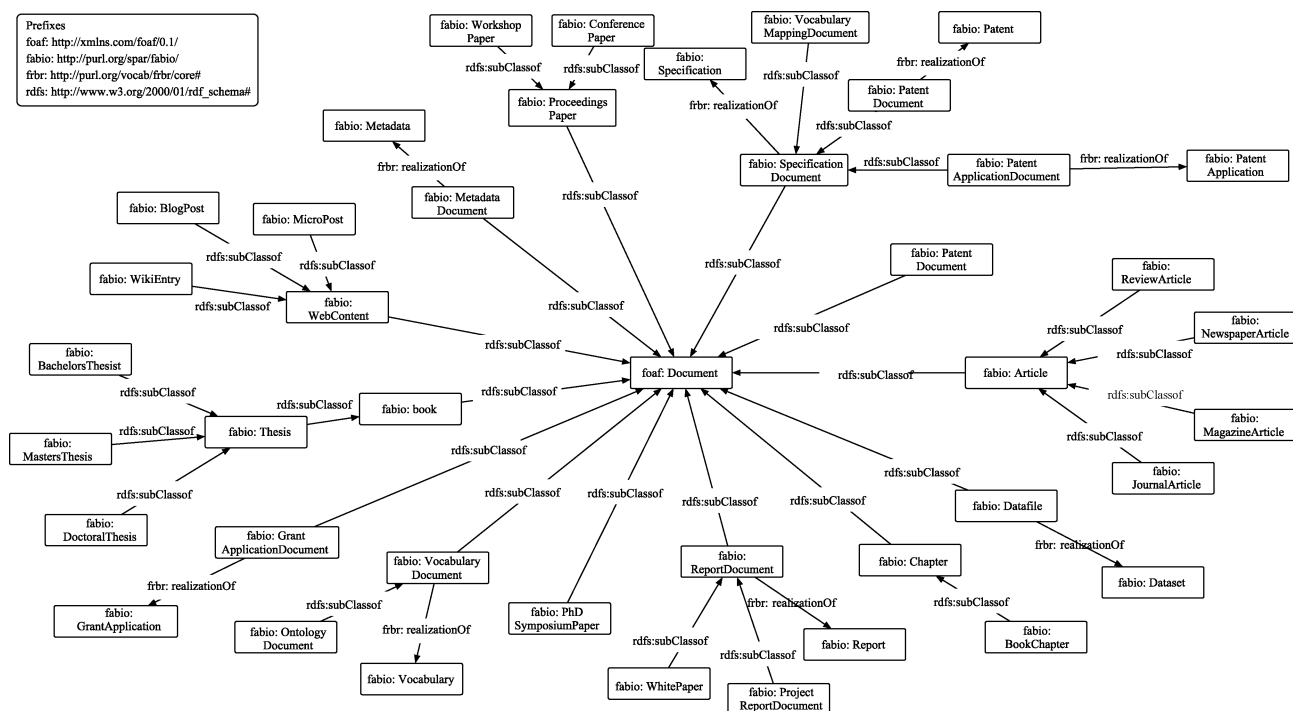 Prefixes
foaf: http://xmlns.com/foaf/0.1/
fabio: http://purl.org/spar/fabio/
frbr: http://purl.org/vocab/frbr/core#
rdfs: http://www.w3.org/2000/01/rdf_schema#
fabio: Workshop
Paper
fabio: Conference
Paper
fabio: Vocabulary
MappingDocument
fabio: Patent
rdfs:subClassof
rdfs:subClassof
fabio:
Specification
rdfs:subClassof
frbr: realizationOf
fabio: Proceedings
Paper
frbr: realizationOf
fabio: Patent
Document
fabio: Metadata
rdfs:subClassof
frbr: realizationOf
fabio: Specification
Document
rdfs:subClassof
fabio: Patent
ApplicationDocument
frbr: realizationOf
fabio: Patent
Application
fabio: Metadata
Document
rdfs:subClassof
fabio: BlogPost
fabio: MicroPost
rdfs:subClassof
rdfs:subClassof
rdfs:subClassof
fabio: Patent
Document
fabio:
ReviewArticle
fabio: WikiEntry
rdfs:subClassof
fabio:
WebContent
rdfs:subClassof
rdfs:subClassof
rdfs:subClassof
fabio:
NewspaperArticle
rdfs:subClassof
rdfs:subClassof
fabio:
BachelorsThesist
foaf: Document
rdfs:subClassof
fabio: Article
rdfs:subClassof
rdfs:subClassof
rdfs:subClassof
fabio: book
rdfs:subClassof
fabio:
MagazineArticle
fabio:
MastersThesis
rdfs:subClassof
fabio: Thesis
rdfs:subClassof
rdfs:subClassof
rdfs:subClassof
rdfs:subClassof
rdfs:subClassof
rdfs:subClassof
rdfs:subClassof
fabio:
JournalArticle
fabio:
DoctoralThesis
rdfs:subClassof
rdfs:subClassof
fabio: Datafile
fabio: Grant
ApplicationDocument
frbr: realizationOf
fabio: Vocabulary
Document
fabio:
ReportDocument
fabio: Chapter
frbr: realizationOf
fabio: Dataset
fabio:
GrantApplication
rdfs:subClassof
fabio: Ontology
Document
frbr: realizationOf
fabio: PhD
SymposiumPaper
frbr: realizationOf
rdfs:subClassof
fabio:
BookChapter
rdfs:subClassof
fabio: Report
rdfs:subClassof
fabio: Vocabulary
fabio: WhitePaper
fabio: Project
ReportDocument